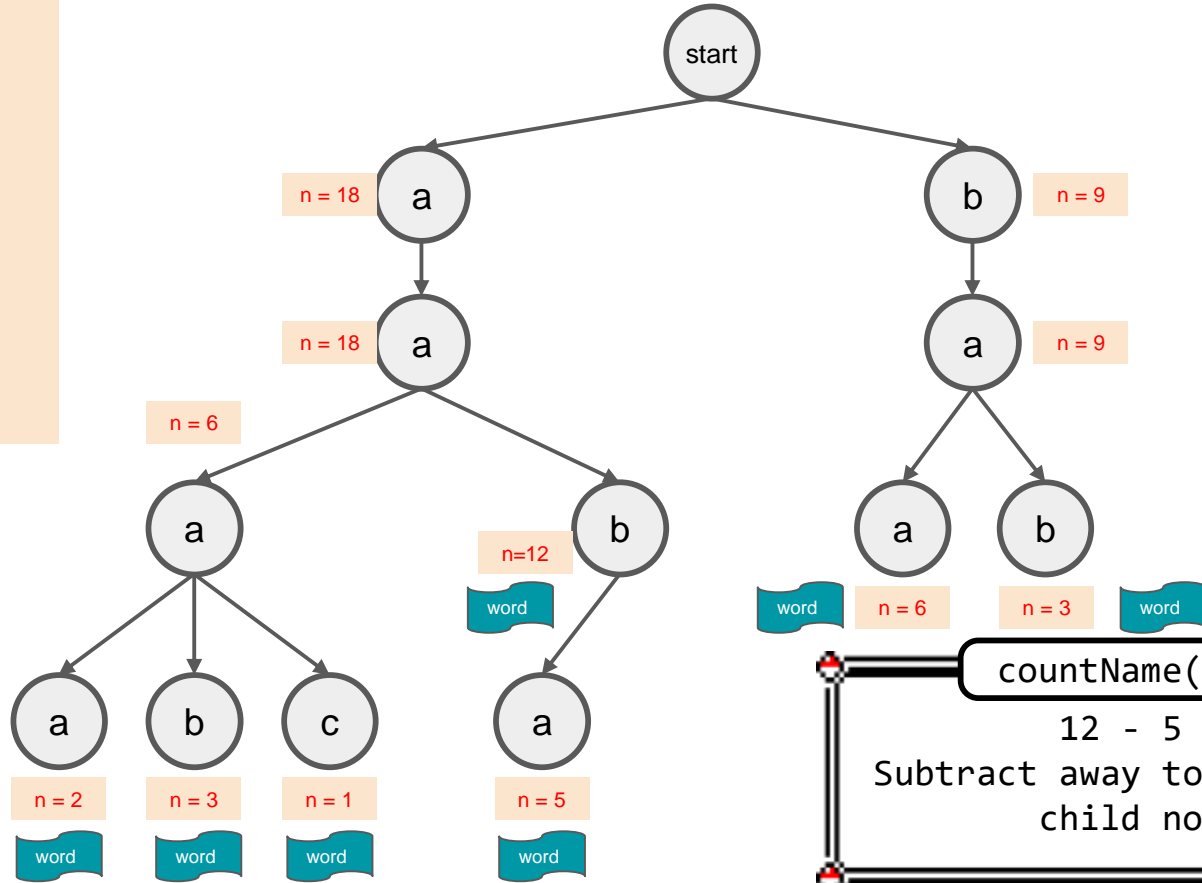 start
n = 18
a
b
n = 9
n = 18
a
a
n = 9
n = 6
a
n=12
b
a
b
word
word
n = 6
n = 3
word
countName(
a
b
c
a
12 - 5
Subtract away to
child no
n = 2
n = 3
n = 1
n = 5
word
word
word
word